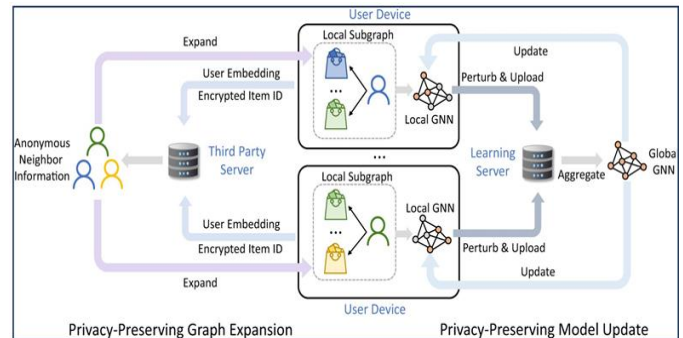 User Device
Expand
Local Subgraph
Update
User Embedding
...
Perturb & Upload
Encrypted Item ID
Local GNN
Anonymous
Neighbor
Information
Third Party
Server
...
Learning
Server
Aggregate
Global
GNN
Local Subgraph
Local GNN
User Embedding
...
Encrypted Item ID
Perturb & Upload
Expand
Update
User Device
Privacy-Preserving Graph Expansion
Privacy-Preserving Model Update